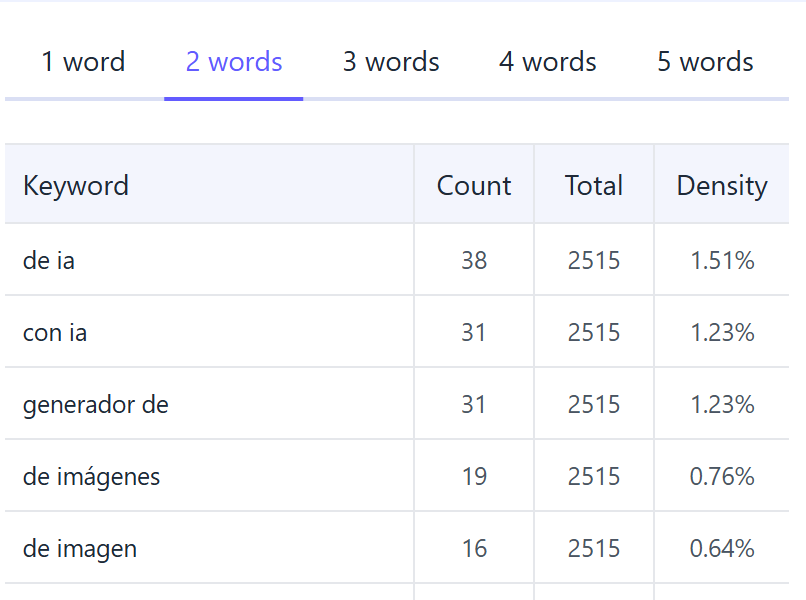 1 word 2 words 3 words 4 words 5 words
Keyword Count Total Density
de ia 38 2515 1.51%
con ia 31 2515 1.23%
generador de 31 2515 1.23%
de imágenes 19 2515 0.76%
de imagen 16 2515 0.64%